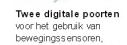 Twee digitale poorten
voor het gebruik van
bewegingssensoren,